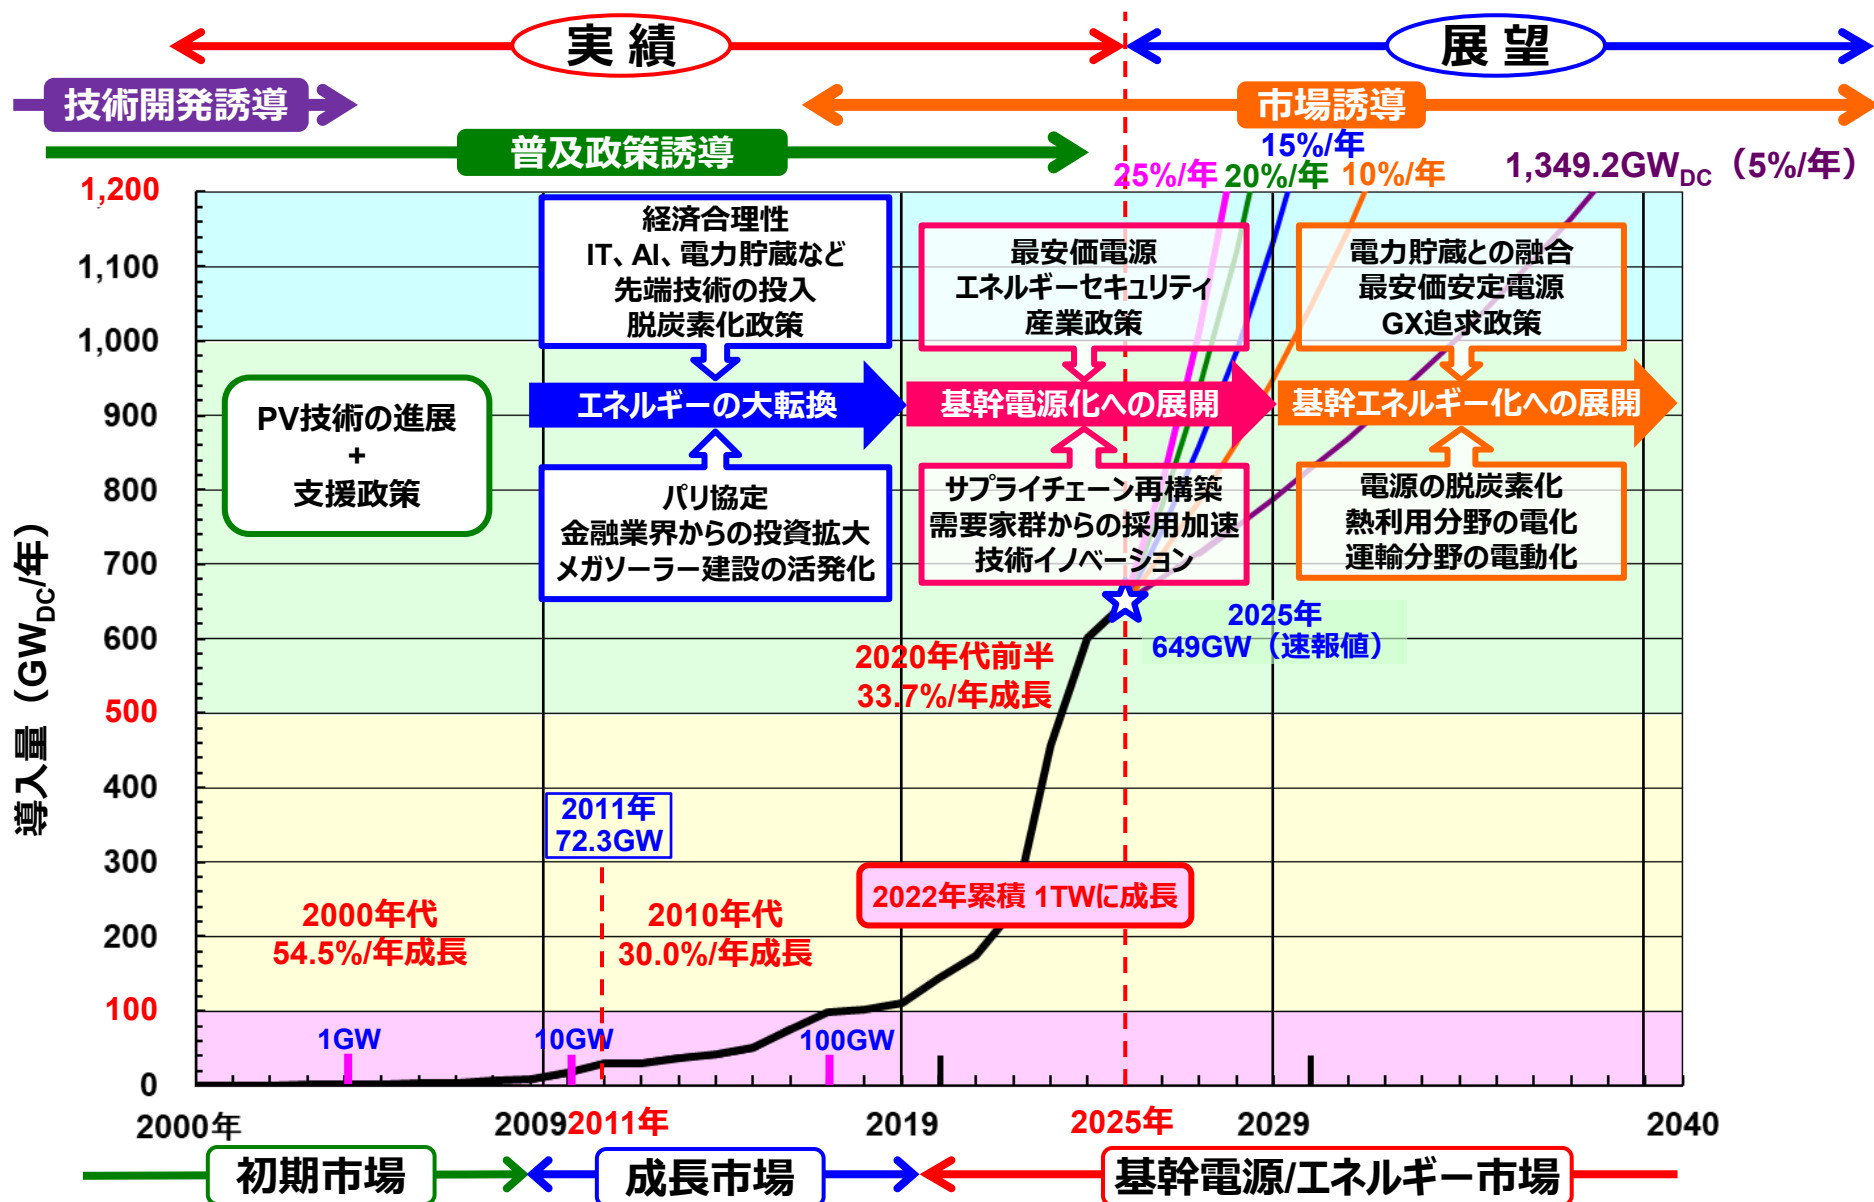 実 績
展 望
技術開発誘導
市場誘導
普及政策誘導
25%/年
20%/年
15%/年
10%/年
1,349.2GWDC（5%/年）
導入量（GWDC/年）
1,200
1,100
1,000
900
800
700
600
500
400
300
200
100
0
経済合理性
IT、AI、電力貯蔵など
先端技術の投入
脱炭素化政策
最安価電源
エネルギーセキュリティ
産業政策
電力貯蔵との融合
最安価安定電源
GX追求政策
PV技術の進展
+
支援政策
エネルギーの大転換
基幹電源化への展開
基幹エネルギー化への展開
パリ協定
金融業界からの投資拡大
メガソーラー建設の活発化
サプライチェーン再構築
需要家群からの採用加速
技術イノベーション
電源の脱炭素化
熱利用分野の電化
運輸分野の電動化
2025年
649GW（速報値）
2020年代前半
33.7%/年成長
2011年
72.3GW
2022年累積 1TWに成長
2000年代
54.5%/年成長
2010年代
30.0%/年成長
1GW
10GW
100GW
2000年
2009
2011年
2019
2025年
2029
2040
初期市場
成長市場
基幹電源/エネルギー市場